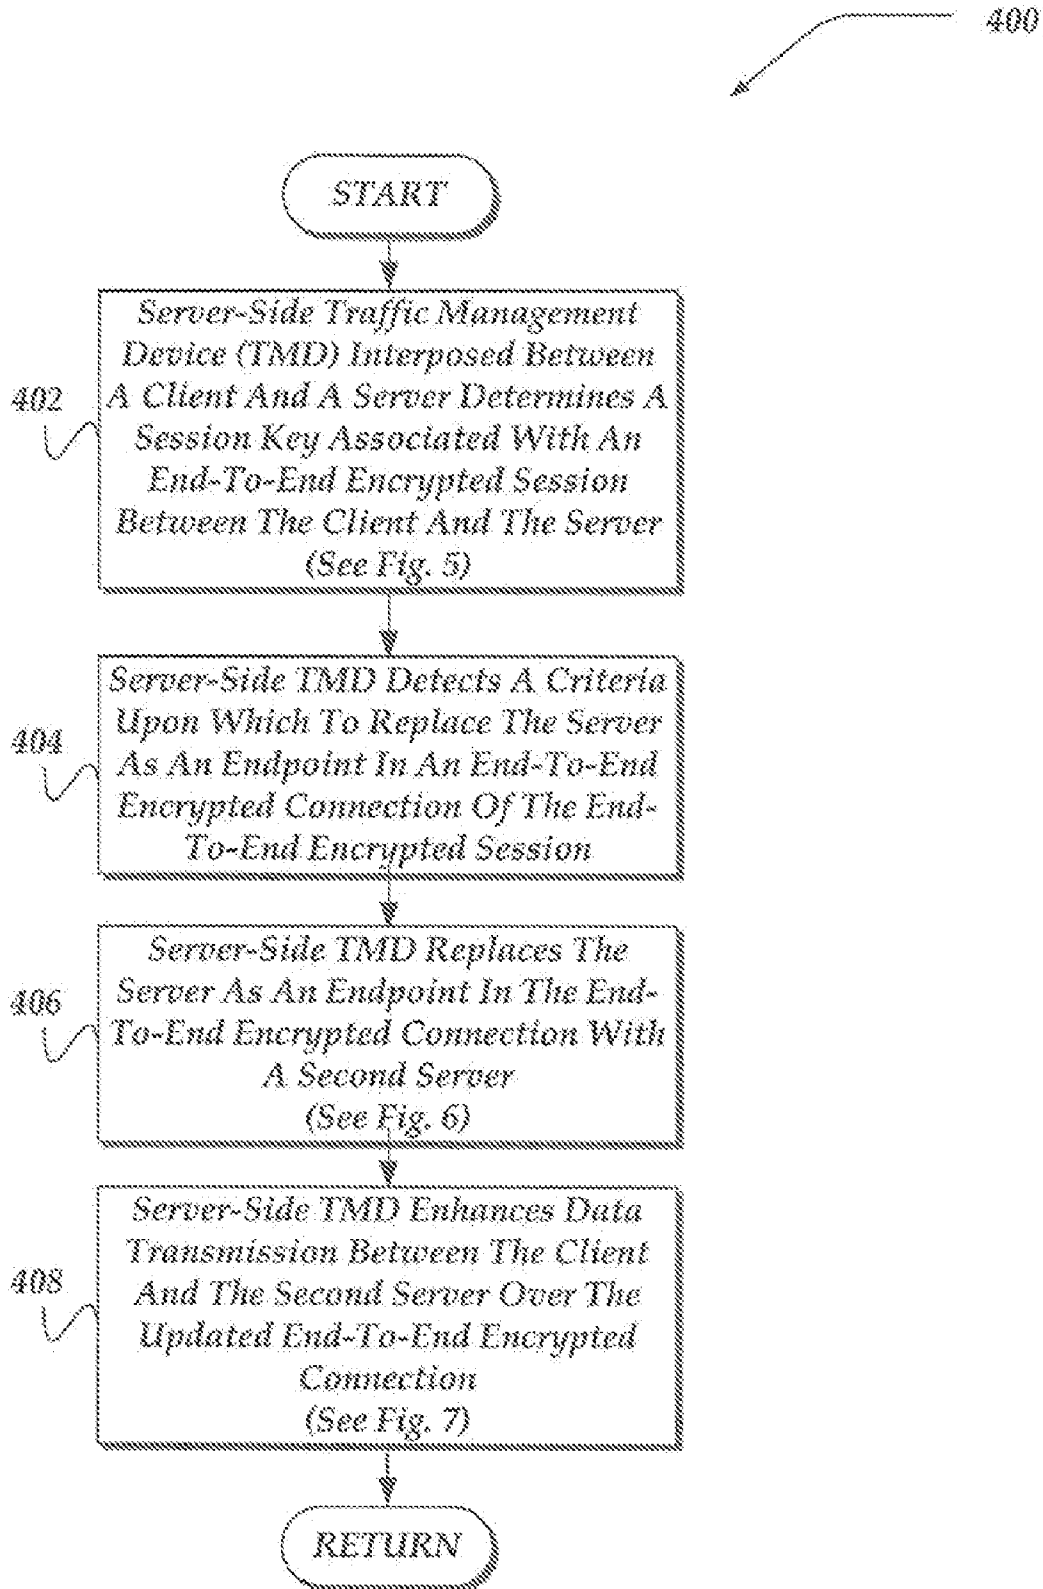 400
START
402
Server-Side Traffic Management
Device (TMD) Interposed Between
A Client And A Server Determines A
Session Key Associated With An
End-To-End Encrypted Session
Between The Client And The Server
(See Fig. 5)
404
Server-Side TMD Detects A Criteria
Upon Which To Replace The Server
As An Endpoint In An End-To-End
Encrypted Connection Of The End-
To-End Encrypted Session
406
Server-Side TMD Replaces The
Server As An Endpoint In The End-
To-End Encrypted Connection With
A Second Server
(See Fig. 6)
408
Server-Side TMD Enhances Data
Transmission Between The Client
And The Second Server Over The
Updated End-To-End Encrypted
Connection
(See Fig. 7)
RETURN